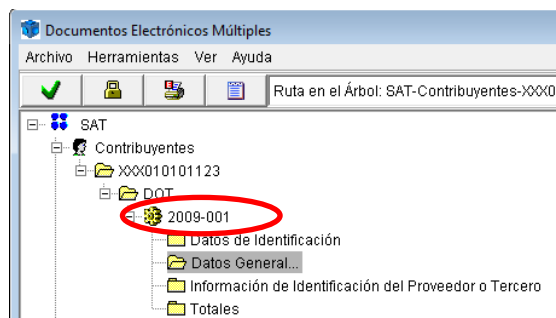 Documentos Electrónicos Múltiples
Archivo Herramientas Ver Ayuda
Ruta en el Árbol: SAT-Contribuyentes-XXX0
SAT
Contribuyentes
XXX010101123
DOT
2009-001
Datos de Identificación
Datos General...
Información de Identificación del Proveedor o Tercero
Totales